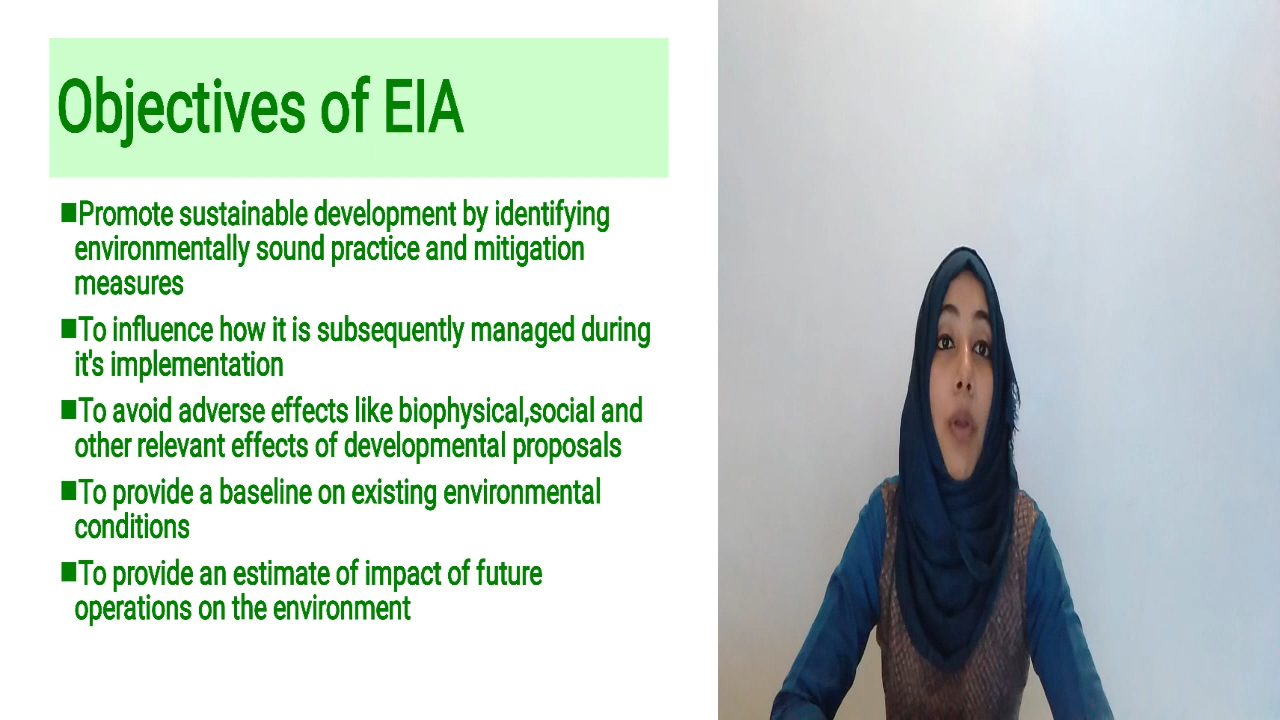 Objectives of EIA
■Promote sustainable development by identifying
environmentally sound practice and mitigation
measures
■To influence how it is subsequently managed during
it's implementation
■To avoid adverse effects like biophysical,social and
other relevant effects of developmental proposals
■To provide a baseline on existing environmental
conditions
■To provide an estimate of impact of future
operations on the environment